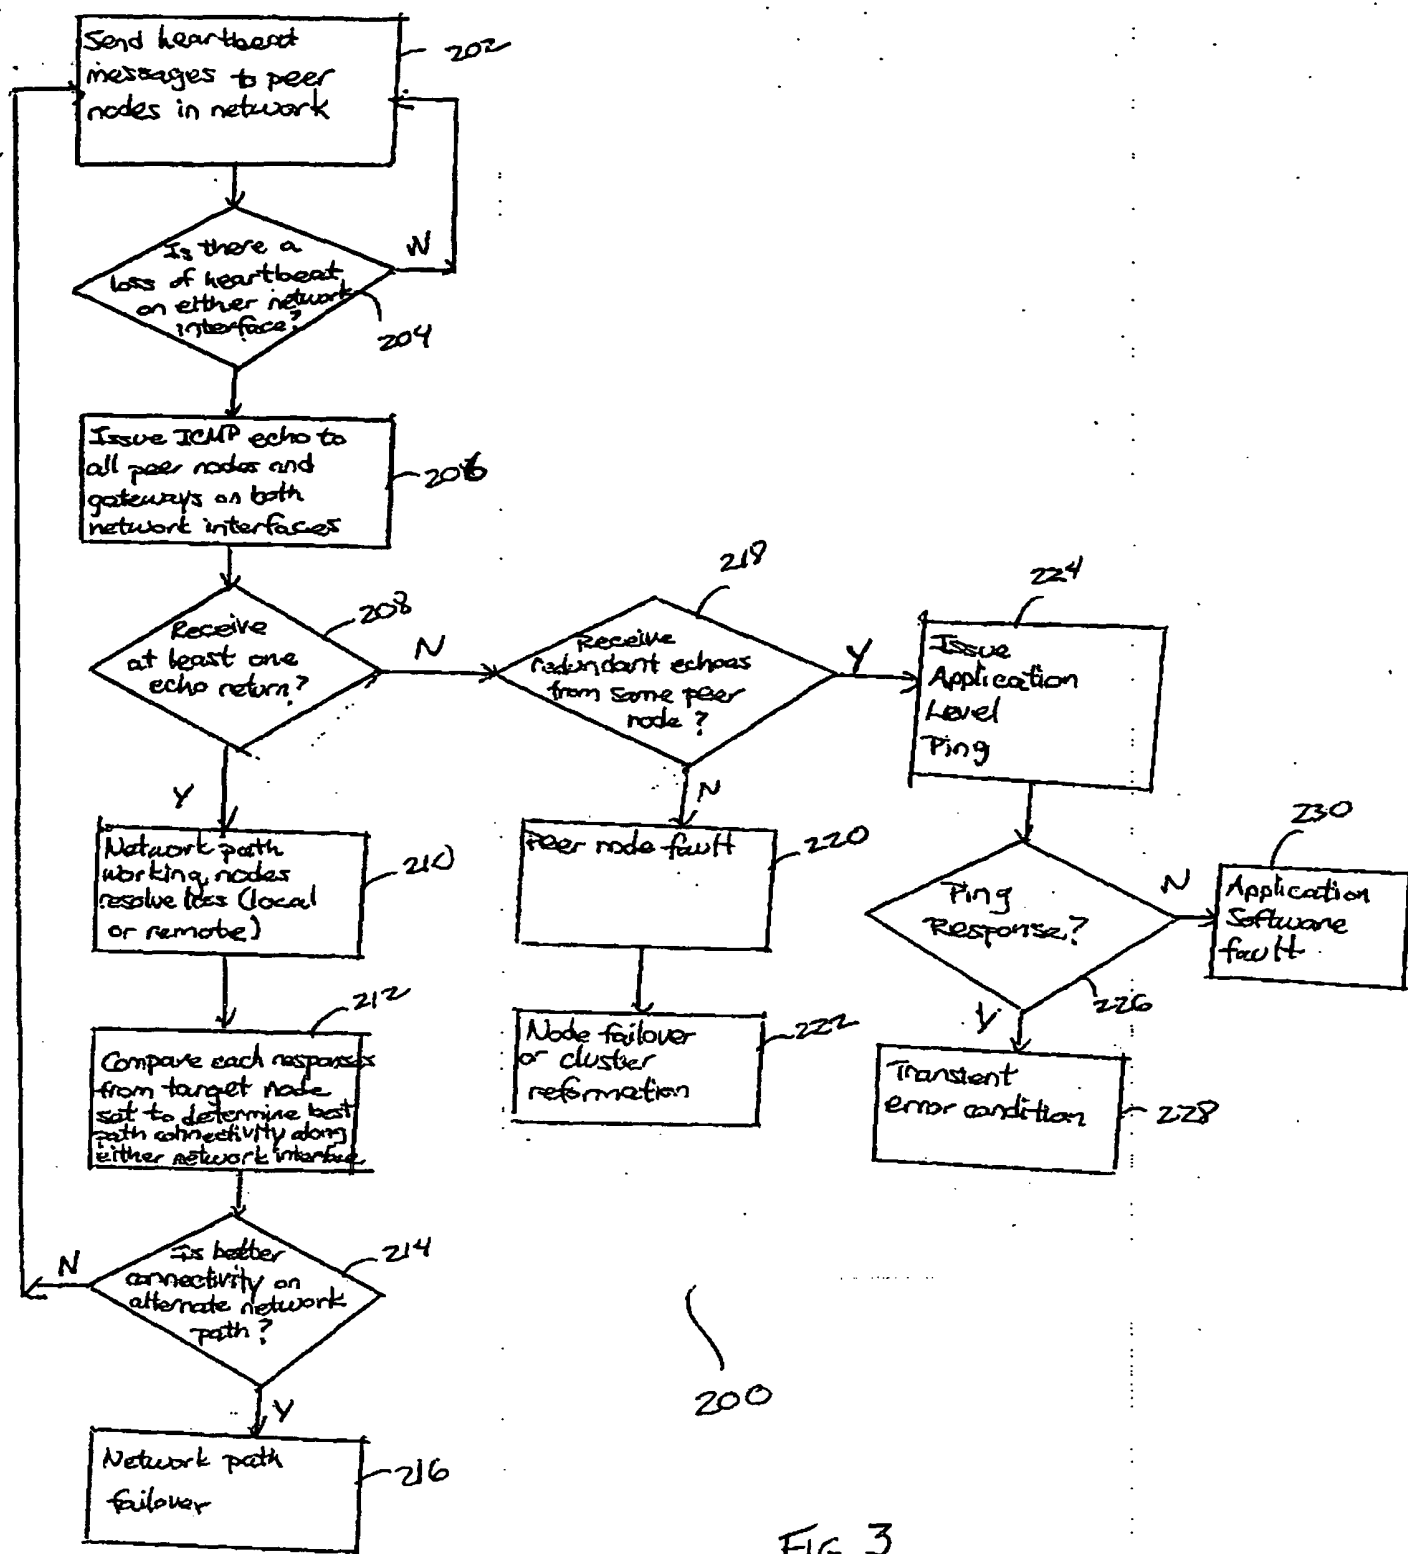 Send heartbeat
messages to peer
nodes in network
202
Is there a
loss of heartbeat
on either network
interface?
N
204
Issue ICMP echo to
all peer nodes and
gateways on both
network interfaces
206
Receive
at least one
echo return?
208
N
Y
Network path
working, nodes
resolve loss (local
or remote)
210
Compare each responses
from target node
set to determine best
path connectivity along
either network interface
212
Is better
connectivity on
alternate network
path?
214
N
Y
Network path
failover
216
Receive
redundant echoes
from same peer
node?
218
Y
N
Peer node fault
220
Node failover
or cluster
reformation
222
Issue
Application
Level
Ping
224
Ping
Response?
226
N
Y
Application
Software
fault
230
Transient
error condition
228
200
FIG 3